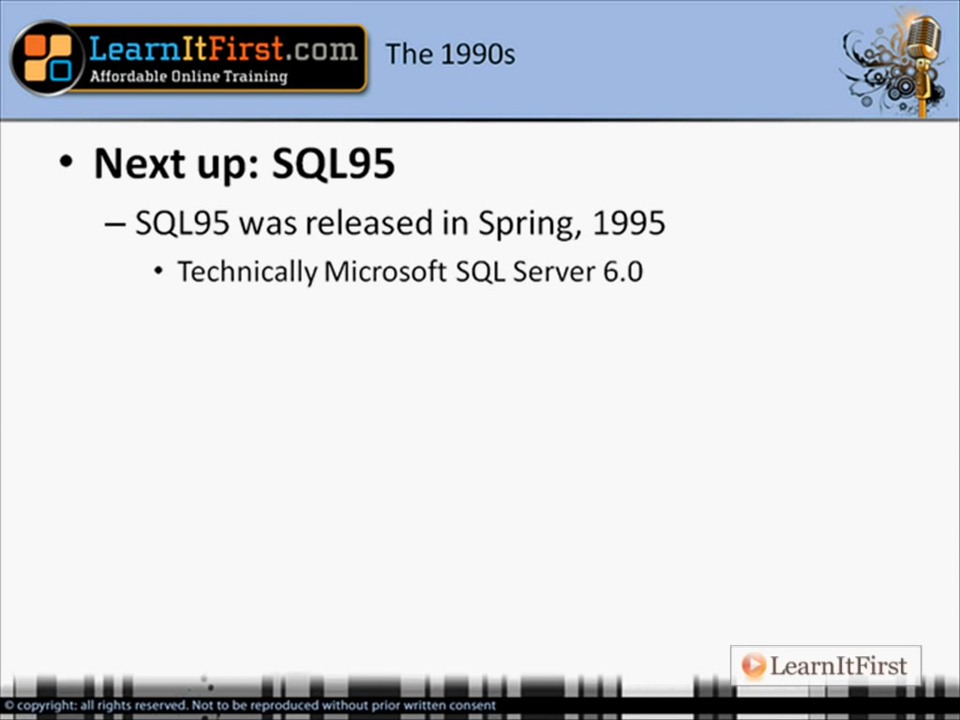 LearnItFirst.com
Affordable Online Training
The 1990s
• Next up: SQL95
– SQL95 was released in Spring, 1995
• Technically Microsoft SQL Server 6.0
LearnItFirst
© copyright: all rights reserved. Not to be reproduced without prior written consent